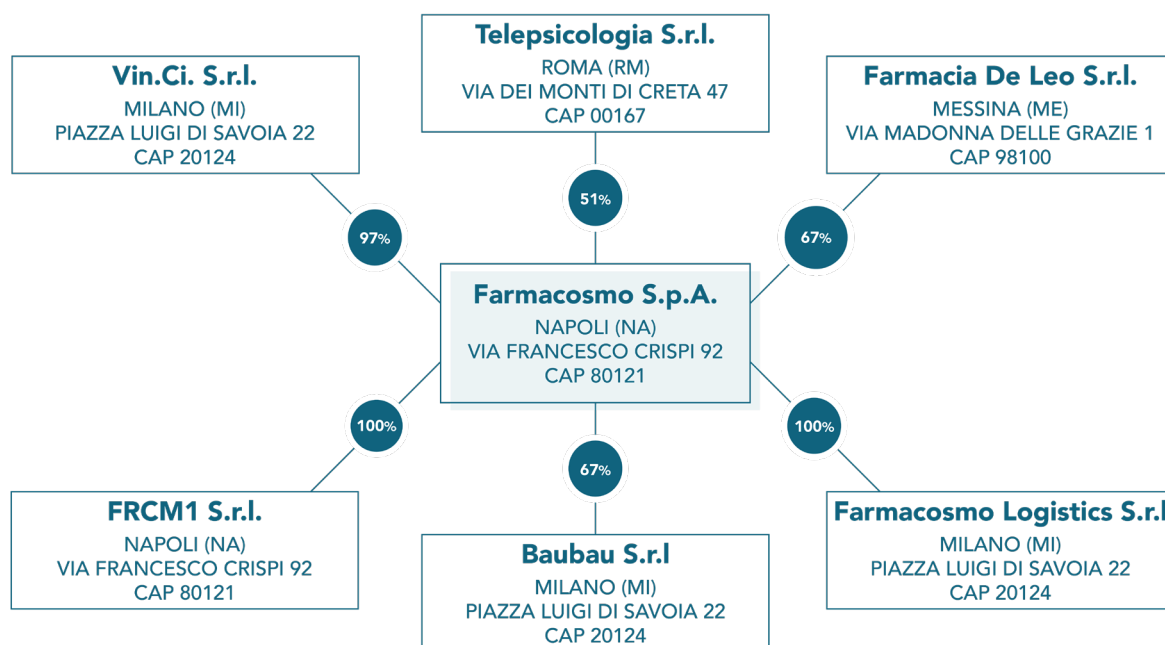 Telepsicologia S.r.l.
ROMA (RM)
VIA DEI MONTI DI CRETA 47
CAP 00167
Vin.Ci. S.r.l.
MILANO (MI)
PIAZZA LUIGI DI SAVOIA 22
CAP 20124
Farmacia De Leo S.r.l.
MESSINA (ME)
VIA MADONNA DELLE GRAZIE 1
CAP 98100
51%
97%
67%
Farmacosmo S.p.A.
NAPOLI (NA)
VIA FRANCESCO CRISPI 92
CAP 80121
100%
67%
100%
FRCM1 S.r.l.
NAPOLI (NA)
VIA FRANCESCO CRISPI 92
CAP 80121
Baubau S.r.l
MILANO (MI)
PIAZZA LUIGI DI SAVOIA 22
CAP 20124
Farmacosmo Logistics S.r.l
MILANO (MI)
PIAZZA LUIGI DI SAVOIA 22
CAP 20124